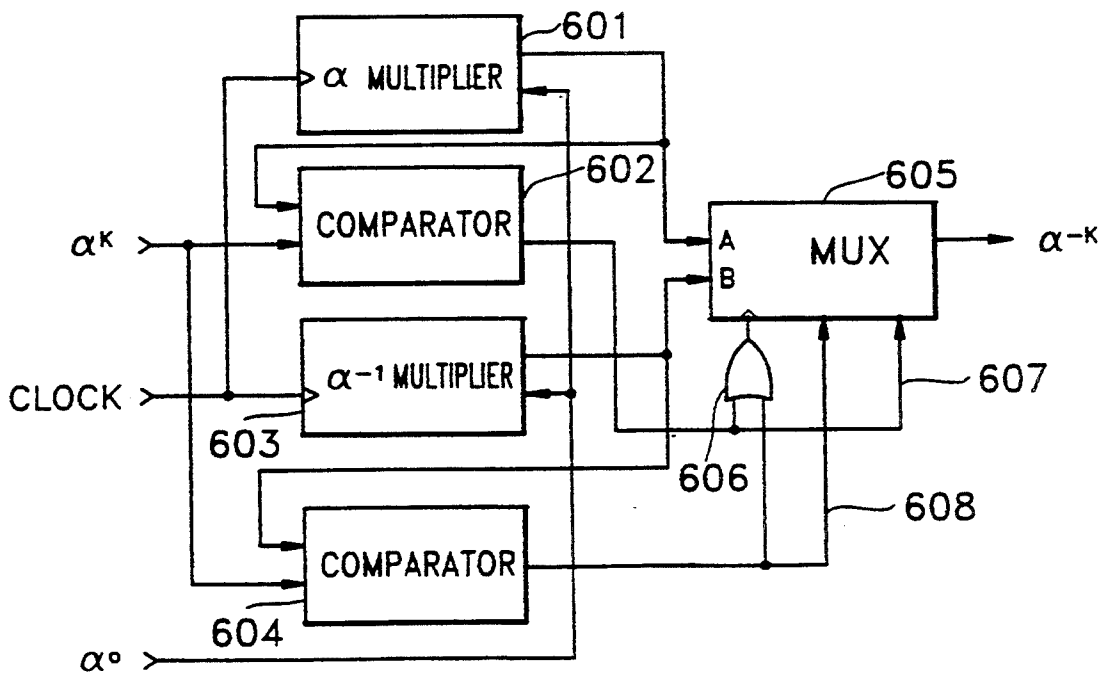 601
α MULTIPLIER
602
COMPARATOR
605
αᴷ
A
B
MUX
α⁻ᴷ
α⁻¹ MULTIPLIER
CLOCK
603
607
606
COMPARATOR
608
604
α⁰